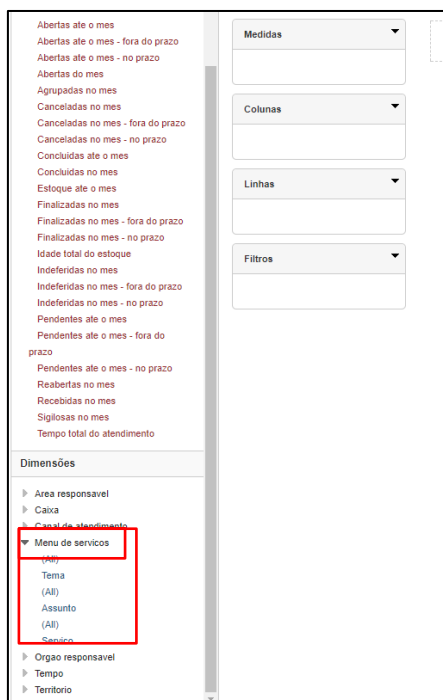 Abertas ate o mes
Abertas ate o mes - fora do prazo
Abertas ate o mes - no prazo
Abertas do mes
Agrupadas no mes
Canceladas no mes
Canceladas no mes - fora do prazo
Canceladas no mes - no prazo
Concluidas ate o mes
Concluidas no mes
Estoque ate o mes
Finalizadas no mes
Finalizadas no mes - fora do prazo
Finalizadas no mes - no prazo
Idade total do estoque
Indeferidas no mes
Indeferidas no mes - fora do prazo
Indeferidas no mes - no prazo
Pendentes ate o mes
Pendentes ate o mes - fora do
prazo
Pendentes ate o mes - no prazo
Reabertas no mes
Recebidas no mes
Sigilosas no mes
Tempo total do atendimento
Dimensões
Area responsavel
Caixa
Canal de atendimento
Menu de servicos
(All)
Tema
(All)
Assunto
(All)
Servico
Orgao responsavel
Tempo
Territorio
Medidas
Colunas
Linhas
Filtros